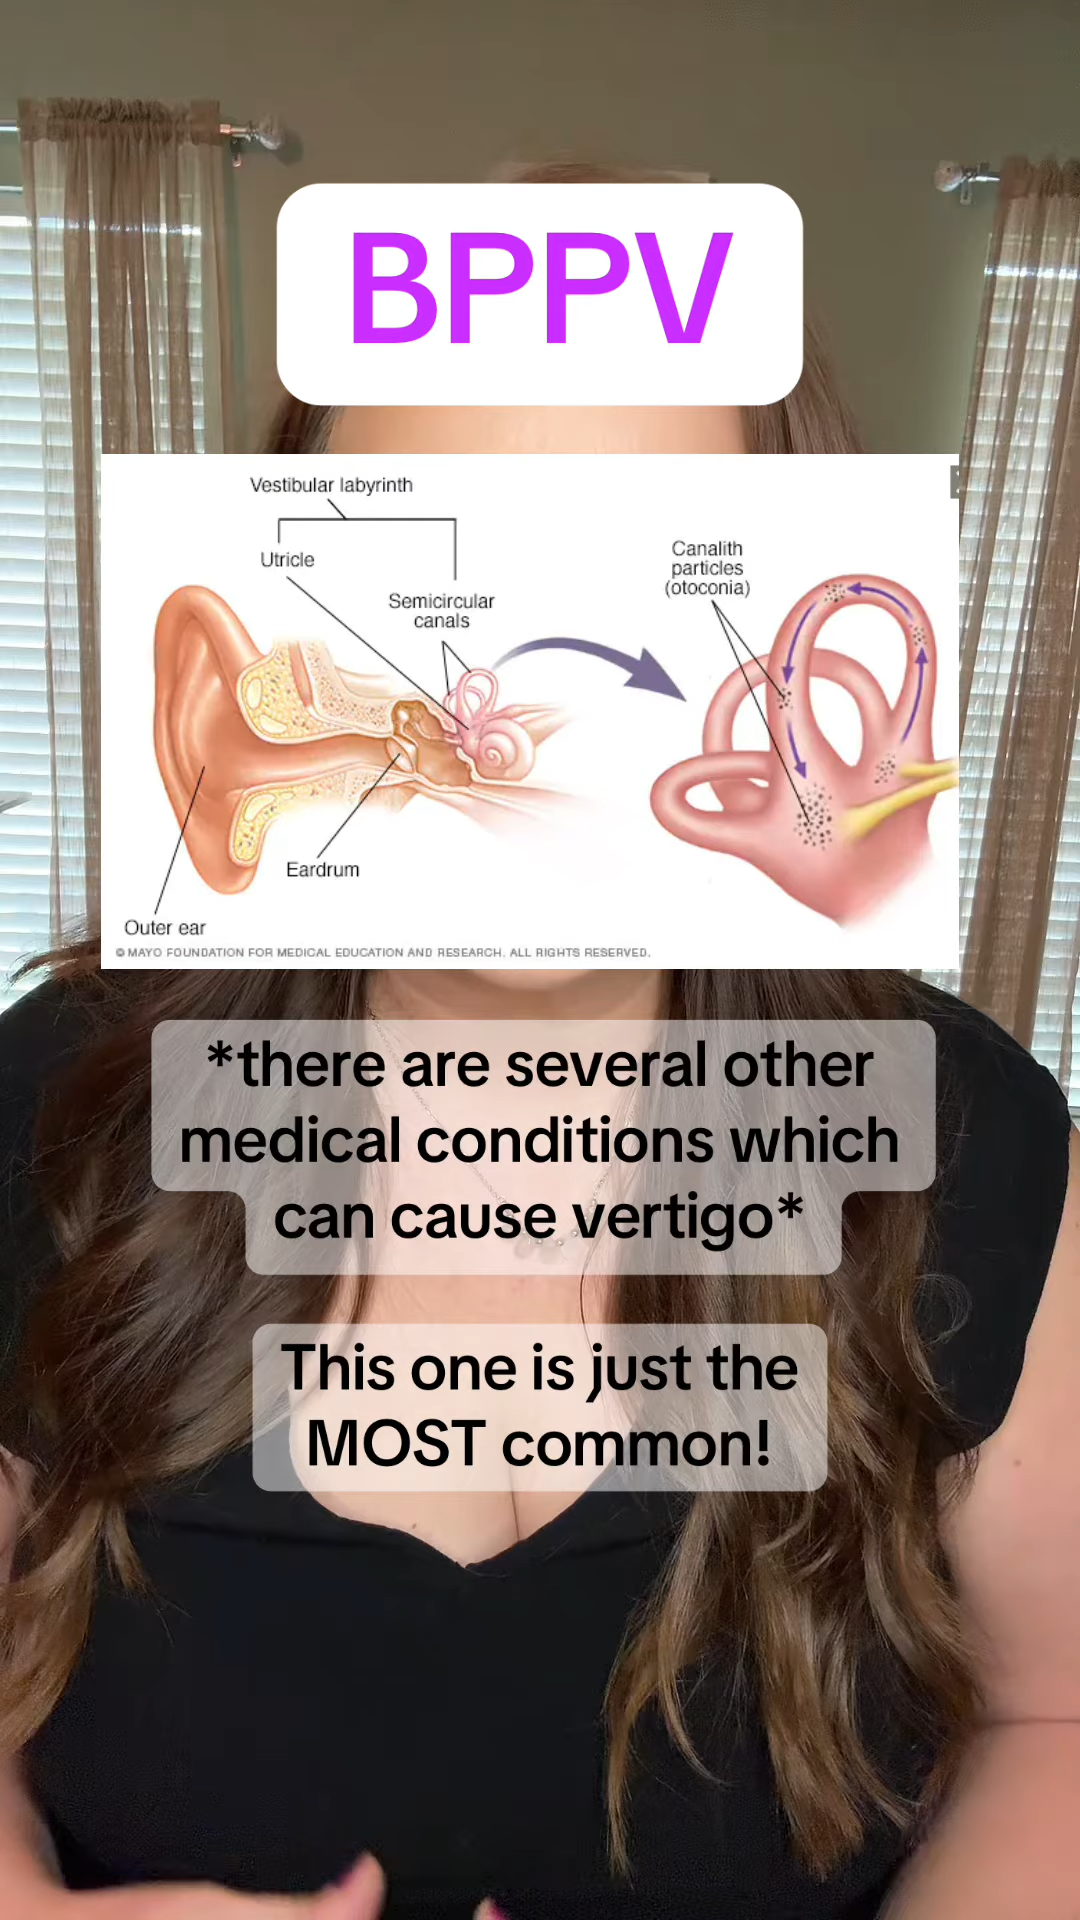 BPPV
Vestibular labyrinth
Utricle
Semicircular
canals
Canalith
particles
(otoconia)
Eardrum
Outer ear
© MAYO FOUNDATION FOR MEDICAL EDUCATION AND RESEARCH. ALL RIGHTS RESERVED.
*there are several other
medical conditions which
can cause vertigo*
This one is just the
MOST common!